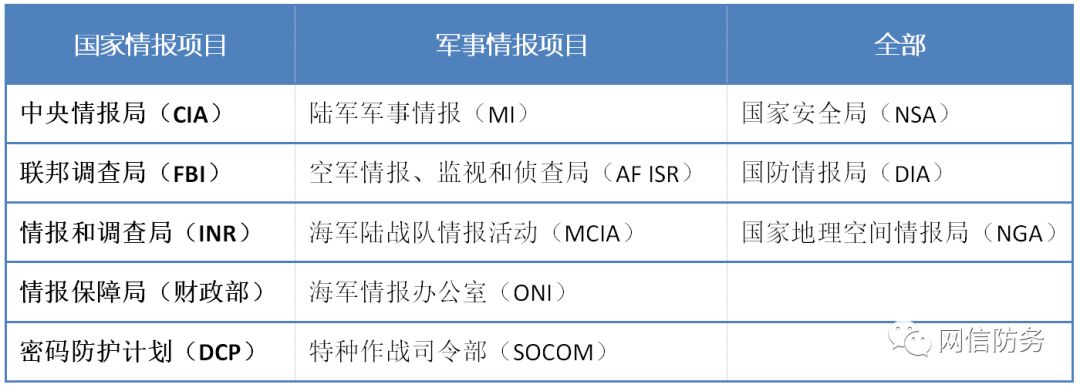 国家情报项目 军事情报项目 全部
中央情报局（CIA） 陆军军事情报（MI） 国家安全局（NSA）
联邦调查局（FBI） 空军情报、监视和侦查局（AF ISR） 国防情报局（DIA）
情报和调查局（INR） 海军陆战队情报活动（MCIA） 国家地理空间情报局（NGA）
情报保障局（财政部） 海军情报办公室（ONI）
密码防护计划（DCP） 特种作战司令部（SOCOM）
网信防务